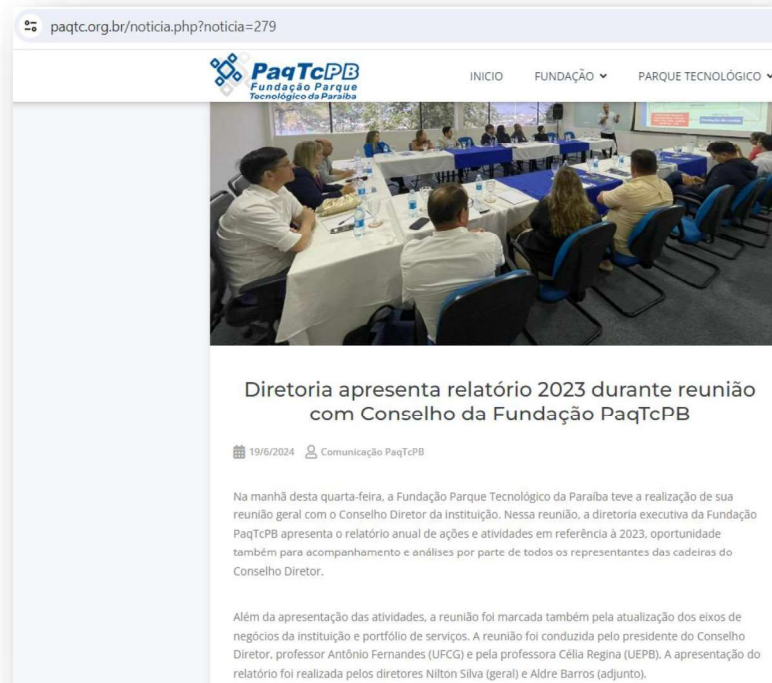 paqtc.org.br/noticia.php?noticia=279
PaqTcPB
Fundação Parque
Tecnológico da Paraíba
INICIO FUNDAÇÃO PARQUE TECNOLÓGICO
Diretoria apresenta relatório 2023 durante reunião
com Conselho da Fundação PaqTcPB
19/6/2024 Comunicação PaqTcPB
Na manhã desta quarta-feira, a Fundação Parque Tecnológico da Paraíba teve a realização de sua
reunião geral com o Conselho Diretor da instituição. Nessa reunião, a diretoria executiva da Fundação
PaqTcPB apresenta o relatório anual de ações e atividades em referência à 2023, oportunidade
também para acompanhamento e análises por parte de todos os representantes das cadeiras do
Conselho Diretor.
Além da apresentação das atividades, a reunião foi marcada também pela atualização dos eixos de
negócios da instituição e portfólio de serviços. A reunião foi conduzida pelo presidente do Conselho
Diretor, professor Antônio Fernandes (UFCG) e pela professora Célia Regina (UEPB). A apresentação do
relatório foi realizada pelos diretores Nilton Silva (geral) e Aldre Barros (adjunto).